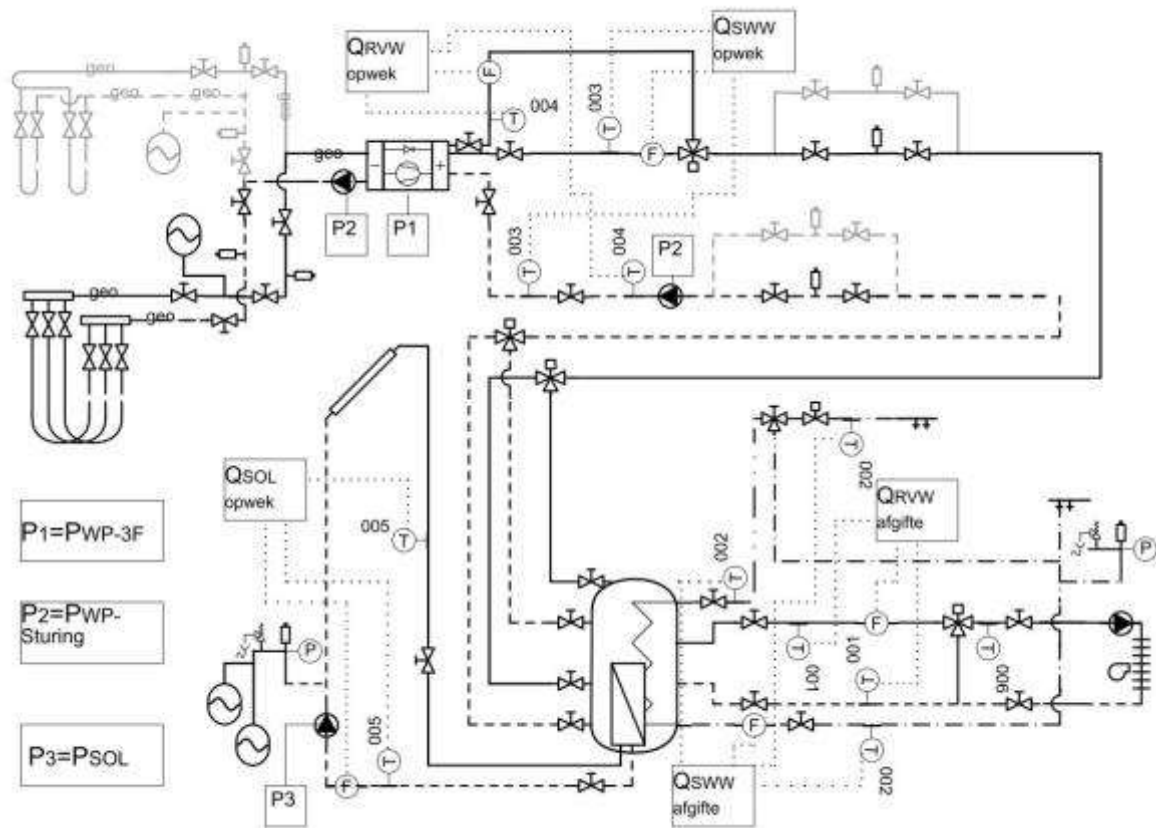 geo
geo
geo
geo
QRVW
opwek
QSWW
opwek
F
T
004
003
T
F
geo
P2
P1
003
T
004
T
P2
geo
geo
QSOL
opwek
005
T
T
002
QRVW
afgifte
P1=PWP-3F
P2=PWP-
Sturing
P3=PSOL
P
P
002
T
F
T
001
001
T
T
006
F
T
002
P3
F
T
005
QSWW
afgifte